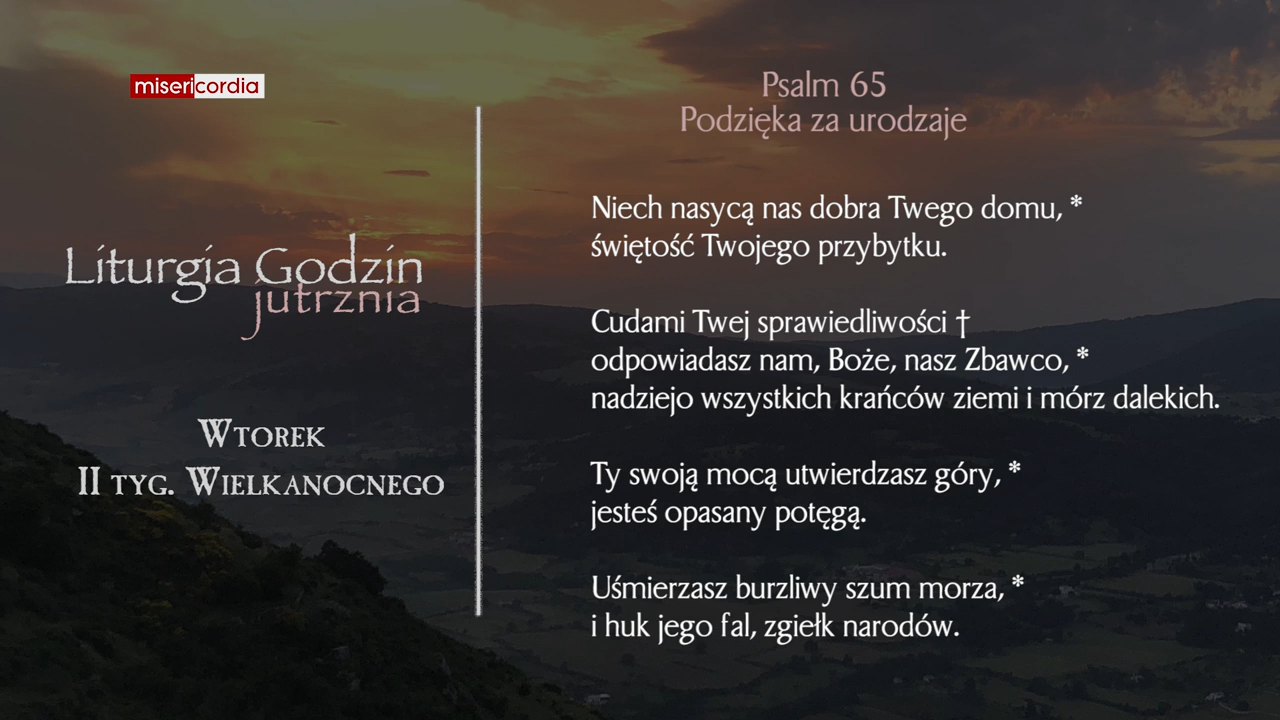 misericordia
Liturgia Godzin
jutrznia
Wtorek
II tyg. Wielkanocnego
Psalm 65
Podzięka za urodzaje
Niech nasycą nas dobra Twego domu, *
świętość Twojego przybytku.
Cudami Twej sprawiedliwości †
odpowiadasz nam, Boże, nasz Zbawco, *
nadziejo wszystkich krańców ziemi i mórz dalekich.
Ty swoją mocą utwierdzasz góry, *
jesteś opasany potęgą.
Uśmierzasz burzliwy szum morza, *
i huk jego fal, zgiełk narodów.